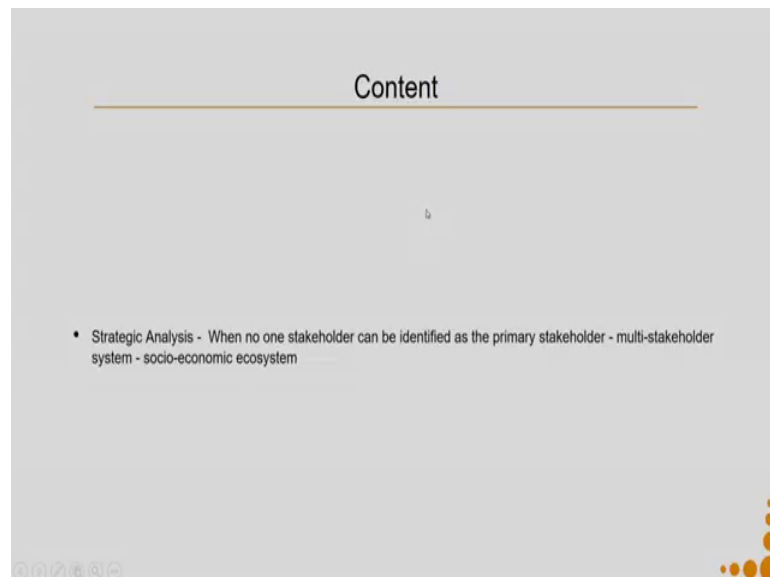 Content
• Strategic Analysis - When no one stakeholder can be identified as the primary stakeholder - multi-stakeholder
system - socio-economic ecosystem